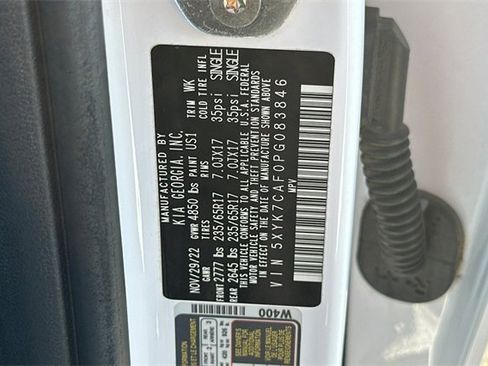 MANUFACTURED BY
KIA GEORGIA, INC.
NOV/29/22 GWR 4850 lbs PAINT US1 TRIM WK
GAWR TIRES RIMS COLD TIRE INFL
FRONT 2777 lbs 235/65R17 7.0JX17 35psi SINGLE
REAR 2645 lbs 235/65R17 7.0JX17 35psi SINGLE
THIS VEHICLE CONFORMS TO ALL APPLICABLE U.S.A. FEDERAL
MOTOR VEHICLE SAFETY AND THEFT PREVENTION STANDARDS
IN EFFECT ON THE DATE OF MANUFACTURE SHOWN ABOVE
VIN 5XYK7CAF0PG083846
MPV
W400